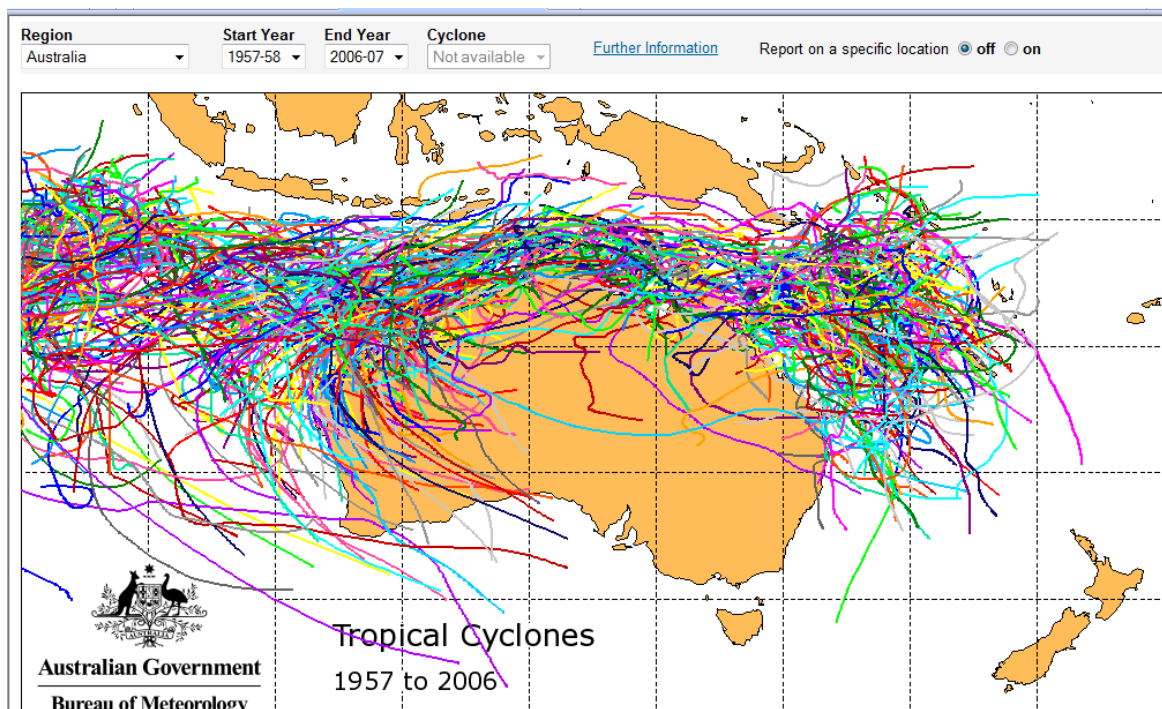 Region Start Year End Year Cyclone
Australia 1957-58 2006-07 Not available Further Information Report on a specific location off on
Tropical Cyclones
1957 to 2006
Australian Government
Bureau of Meteorology